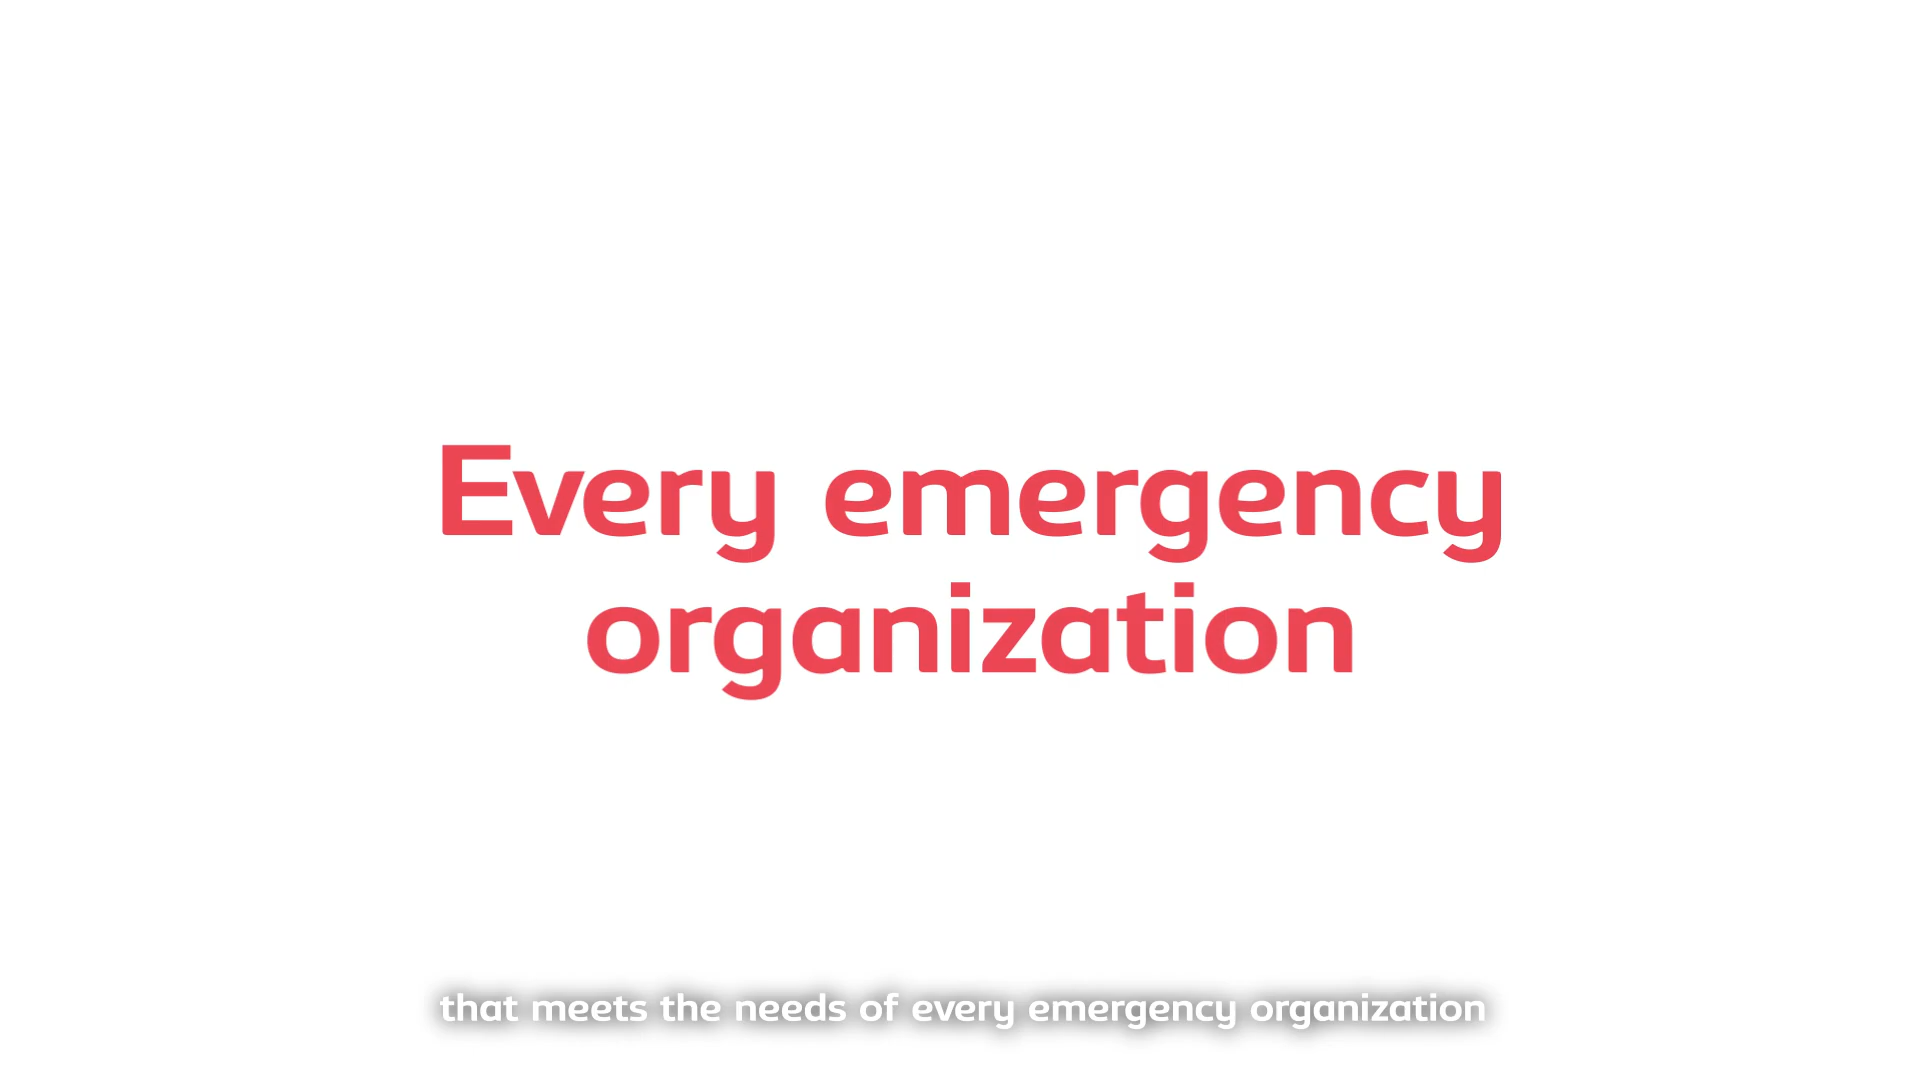 Every emergency
organization
that meets the needs of every emergency organization